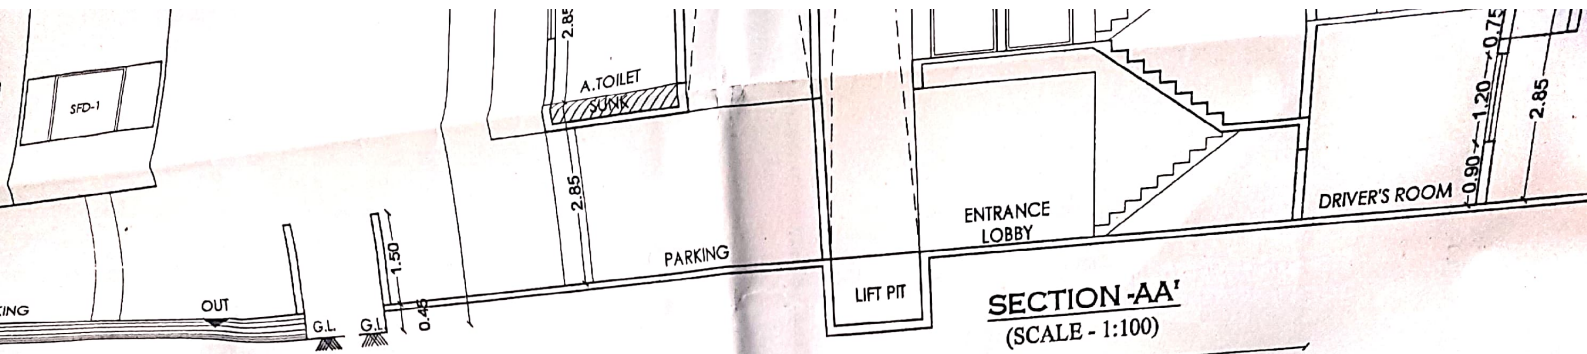 2.85
0.75
A.TOILET
SUNK
SFD-1
1.20
2.85
2.85
0.90
DRIVER'S ROOM
ENTRANCE
LOBBY
PARKING
1.50
OUT
LIFT PIT
SECTION -AA'
(SCALE - 1:100)
0.45
G.L.
G.L